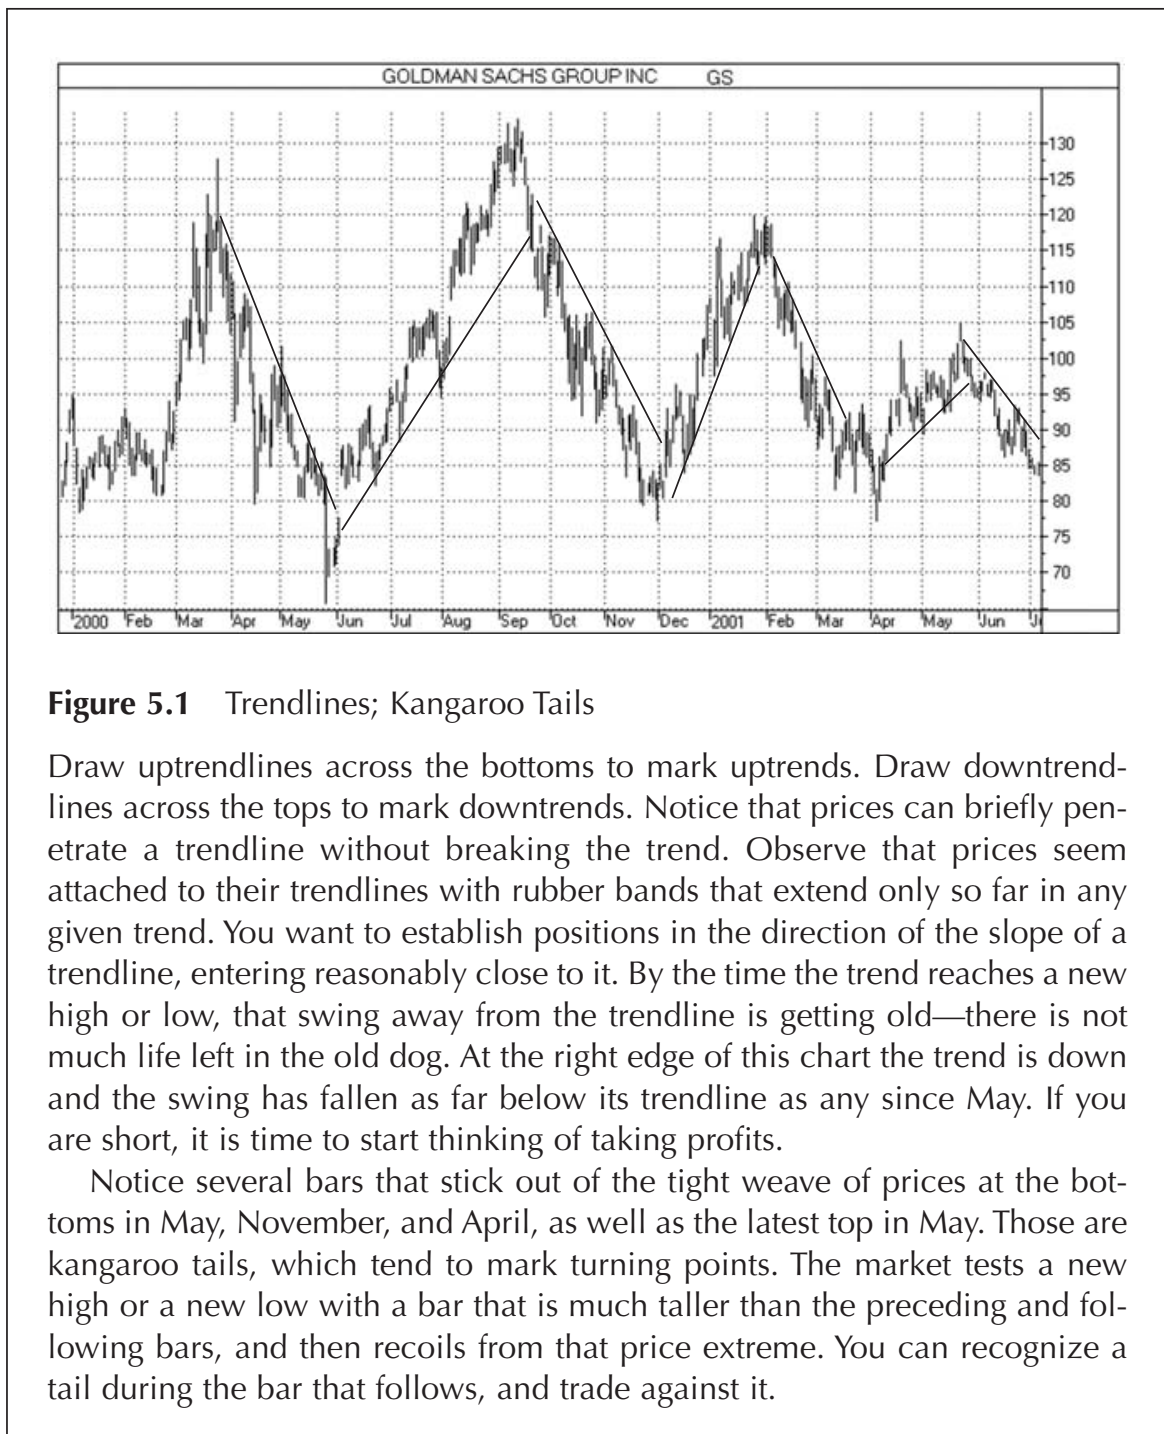 GOLDMAN SACHS GROUP INC GS
130
125
120
115
110
105
100
95
90
85
80
75
70
2000 Feb Mar Apr May Jun Jul Aug Sep Oct Nov Dec 2001 Feb Mar Apr May Jun
Figure 5.1 Trendlines; Kangaroo Tails
Draw uptrendlines across the bottoms to mark uptrends. Draw downtrend-
lines across the tops to mark downtrends. Notice that prices can briefly pen-
etrate a trendline without breaking the trend. Observe that prices seem
attached to their trendlines with rubber bands that extend only so far in any
given trend. You want to establish positions in the direction of the slope of a
trendline, entering reasonably close to it. By the time the trend reaches a new
high or low, that swing away from the trendline is getting old—there is not
much life left in the old dog. At the right edge of this chart the trend is down
and the swing has fallen as far below its trendline as any since May. If you
are short, it is time to start thinking of taking profits.
Notice several bars that stick out of the tight weave of prices at the bot-
toms in May, November, and April, as well as the latest top in May. Those are
kangaroo tails, which tend to mark turning points. The market tests a new
high or a new low with a bar that is much taller than the preceding and fol-
lowing bars, and then recoils from that price extreme. You can recognize a
tail during the bar that follows, and trade against it.